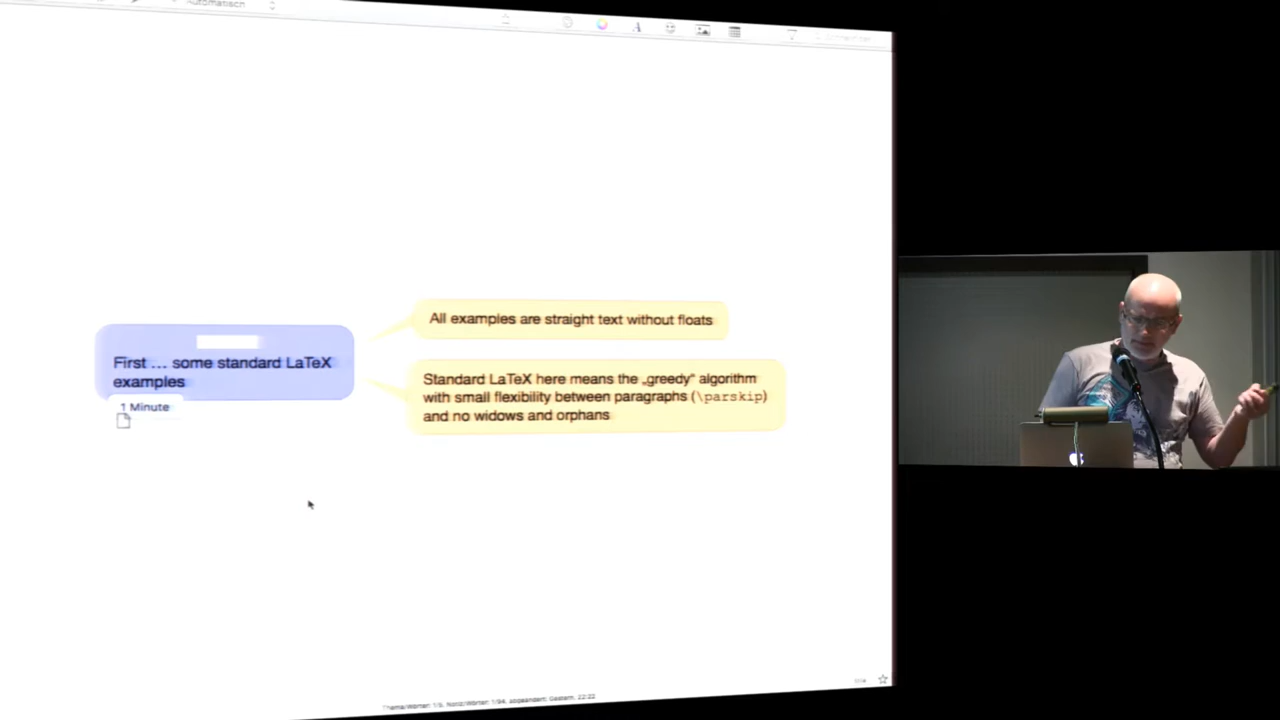 Automatisch
All examples are straight text without floats
First ... some standard LaTeX
examples
1 Minute
Standard LaTeX here means the „greedy“ algorithm
with small flexibility between paragraphs (\parskip)
and no widows and orphans